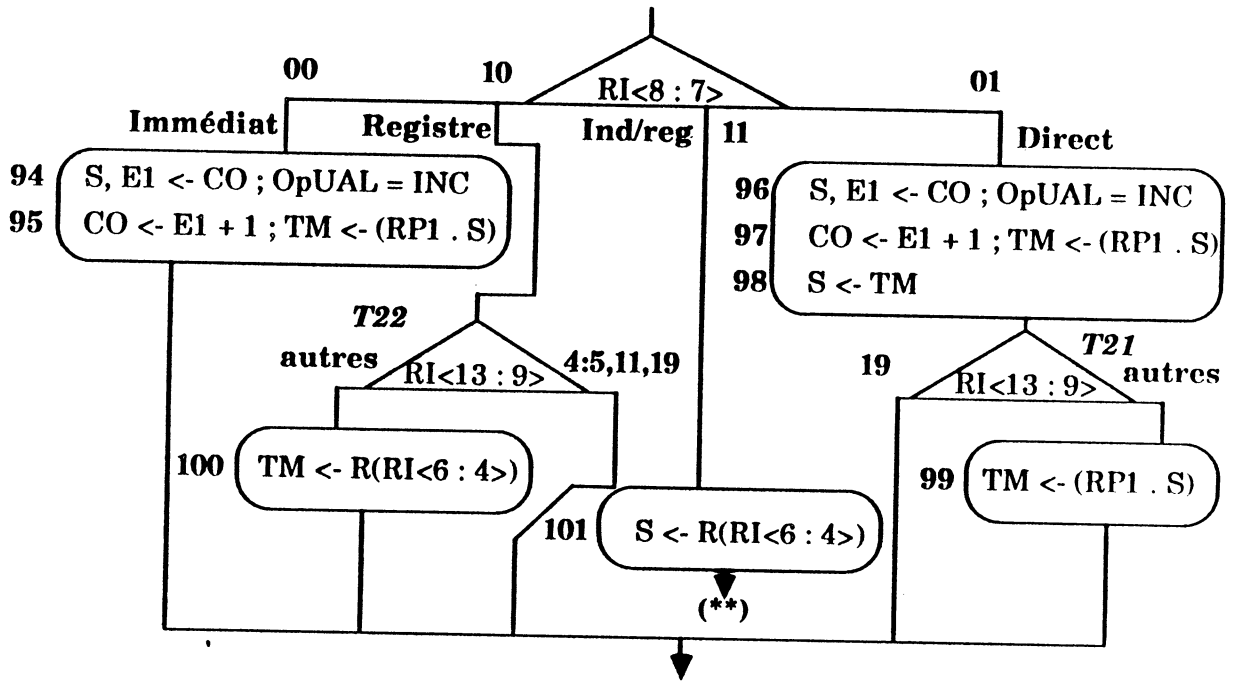 00
10
RI<8 : 7>
01
Immédiat
Registre
Ind/reg
11
Direct
94
S, E1 <- CO ; OpUAL = INC
95
CO <- E1 + 1 ; TM <- (RP1 . S)
96
S, E1 <- CO ; OpUAL = INC
97
CO <- E1 + 1 ; TM <- (RP1 . S)
98
S <- TM
T22
autres
RI<13 : 9>
4:5,11,19
19
RI<13 : 9>
T21
autres
100
TM <- R(RI<6 : 4>)
99
TM <- (RP1 . S)
101
S <- R(RI<6 : 4>)
(**)